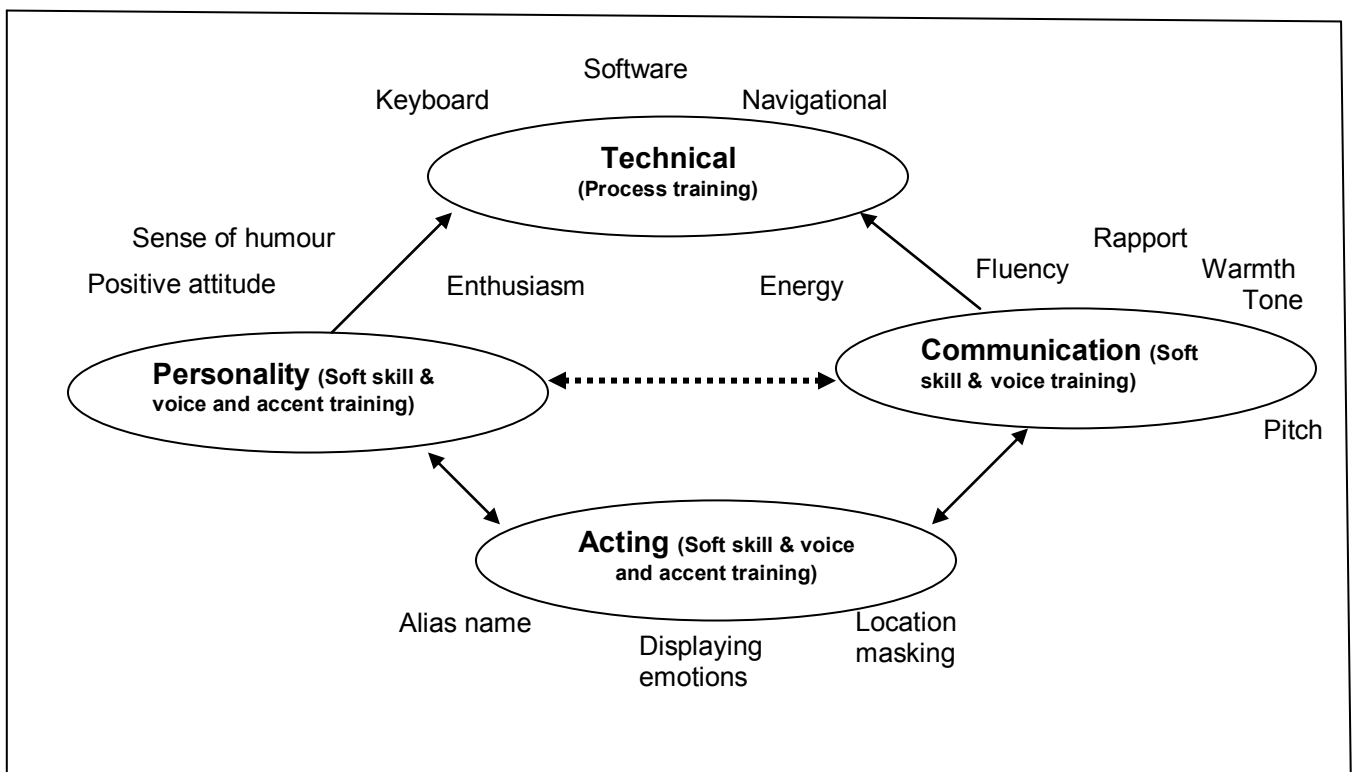 Software
Keyboard
Navigational
Technical
(Process training)
Sense of humour
Rapport
Positive attitude
Enthusiasm
Energy
Fluency
Warmth
Tone
Personality (Soft skill &
voice and accent training)
Communication (Soft
skill & voice training)
Pitch
Acting (Soft skill & voice
and accent training)
Alias name
Displaying
emotions
Location
masking